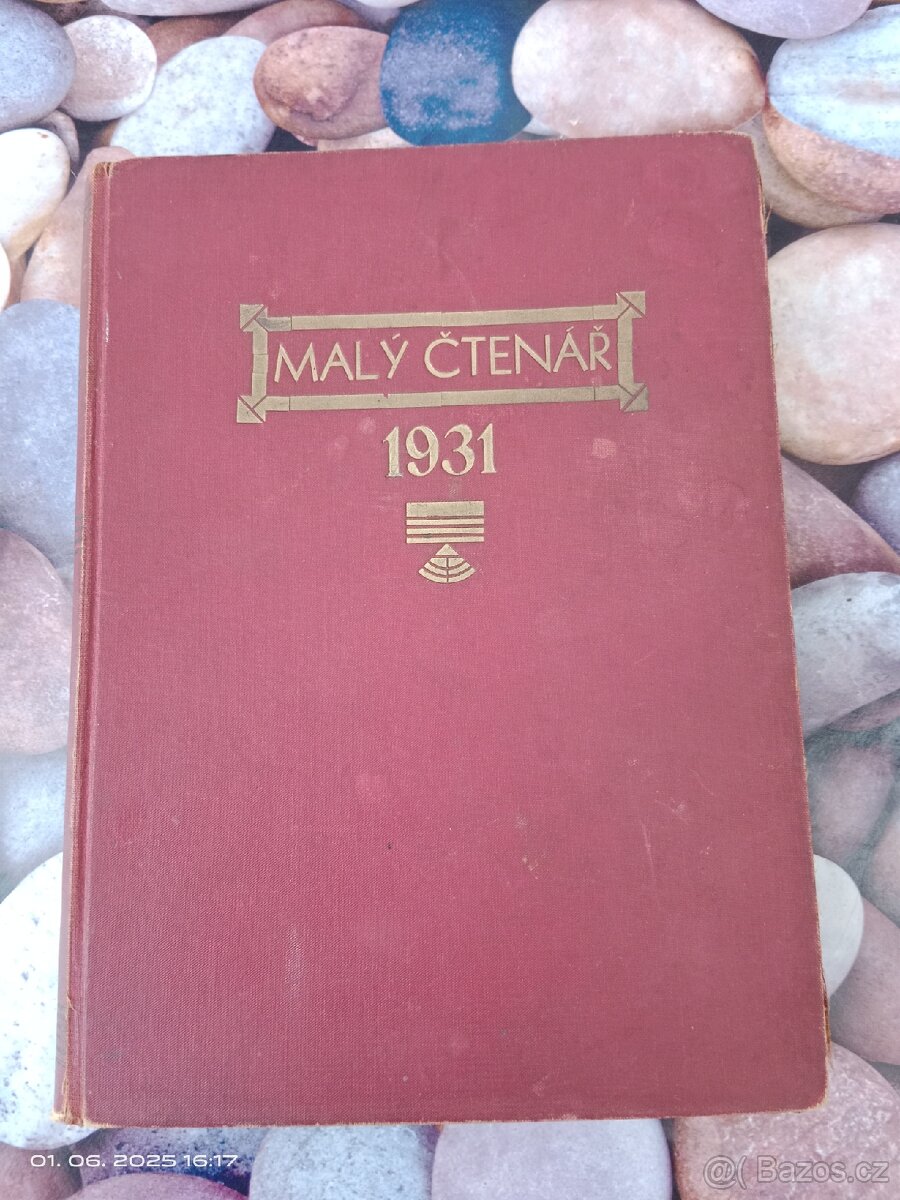 MALÝ ČTENÁŘ
1931
01. 06. 2025 16:17
@( Bazos.cz